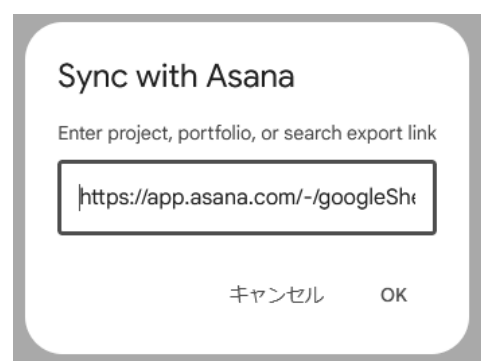 Sync with Asana
Enter project, portfolio, or search export link
https://app.asana.com/-/googleShe
キャンセル OK